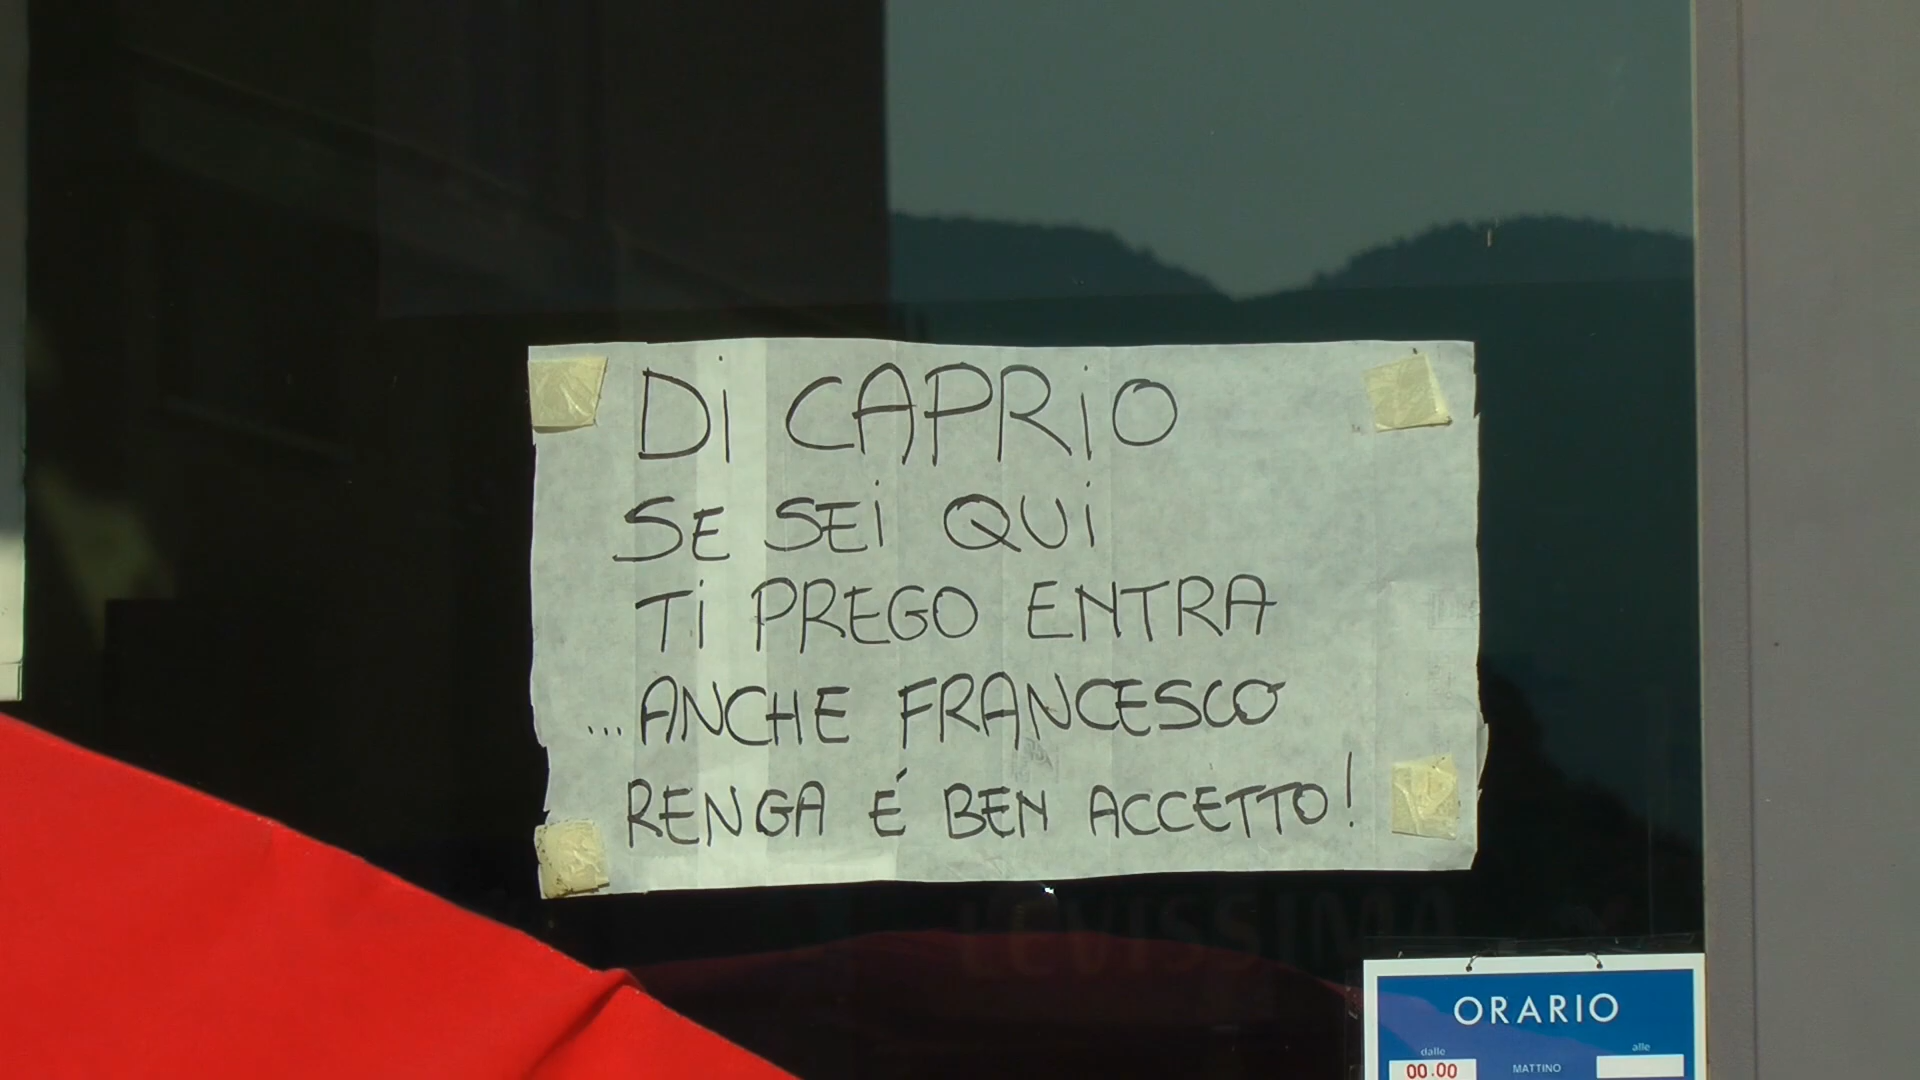 Di CAPRiO
SE SEi QUi
Ti PREGO ENTRA
...ANCHE FRANCESCO
RENGA É BEN ACCETTO!
LEVISSIMA
ORARIO
dalle
alle
00.00
MATTINO